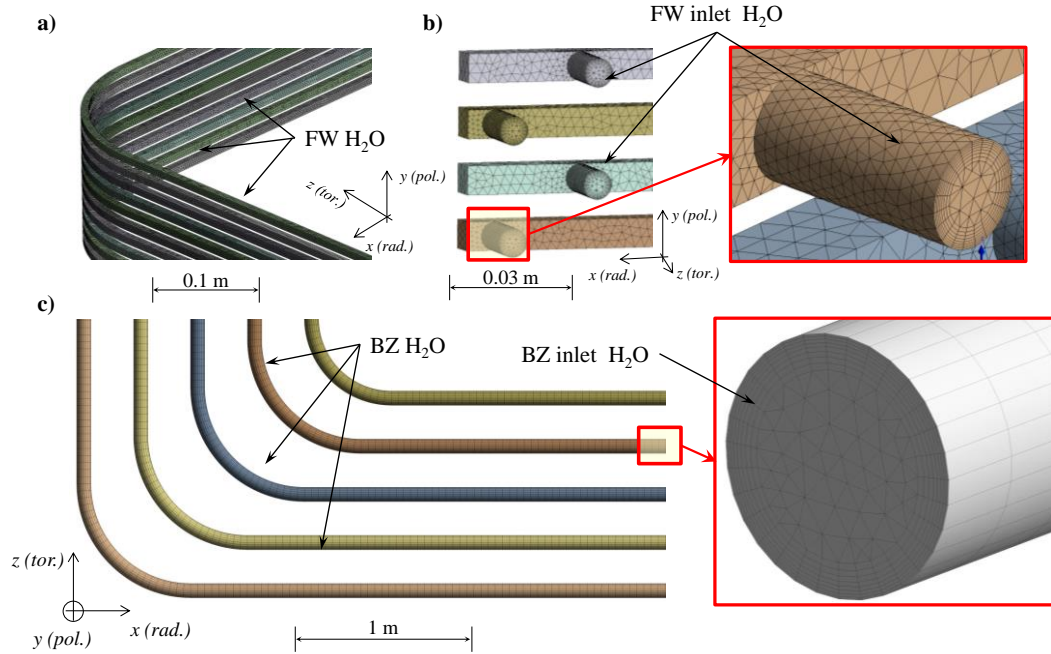 a)
FW H₂O
z (tor.)
y (pol.)
x (rad.)
0.1 m
b)
FW inlet H₂O
y (pol.)
x (rad.)
z (tor.)
0.03 m
c)
BZ H₂O
BZ inlet H₂O
z (tor.)
y (pol.)
x (rad.)
1 m